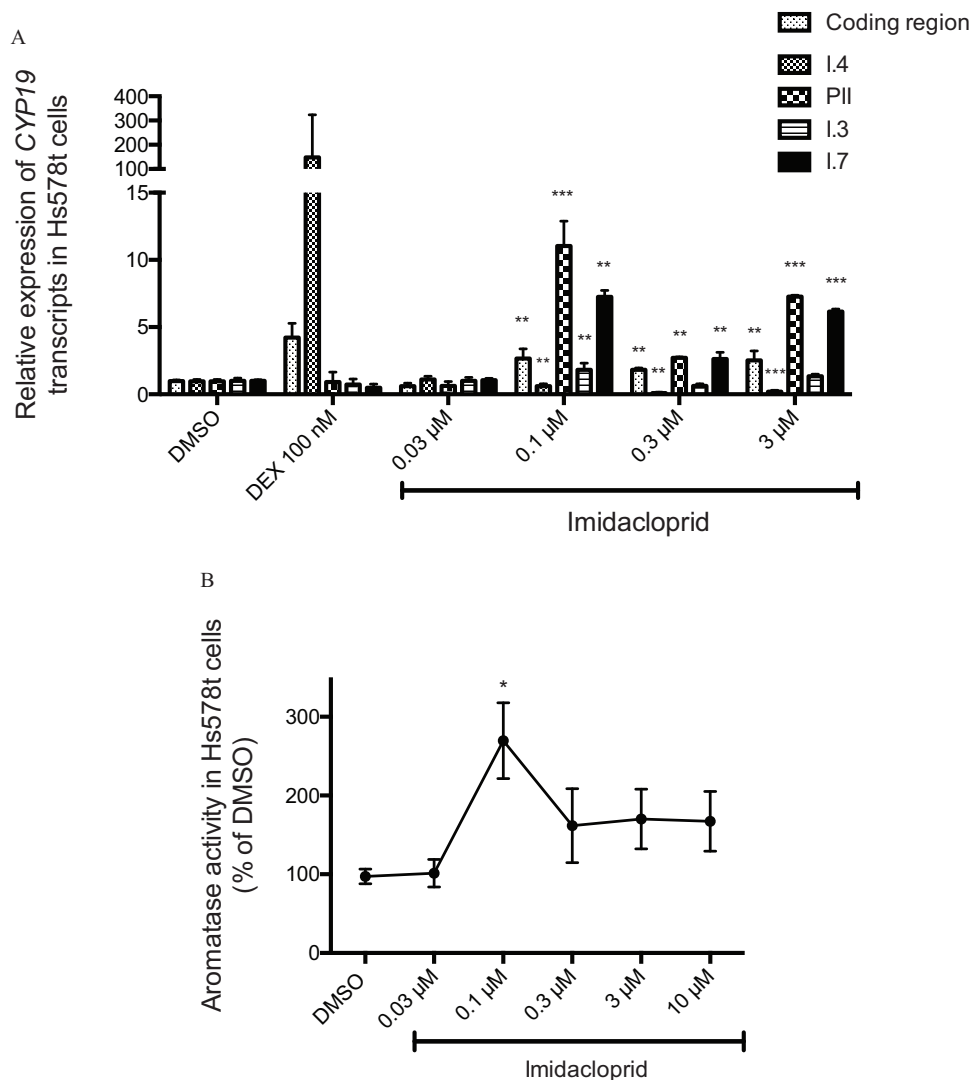 A
Relative expression of CYP19
transcripts in Hs578t cells
400
300
200
100
15
10
5
0
Coding region
I.4
PII
I.3
I.7
**
**
***
**
**
**
**
**
**
**
***
***
***
DMSO
DEX 100 nM
0.03 µM
0.1 µM
0.3 µM
3 µM
Imidacloprid
B
Aromatase activity in Hs578t cells
(% of DMSO)
300
200
100
0
*
DMSO
0.03 µM
0.1 µM
0.3 µM
3 µM
10 µM
Imidacloprid